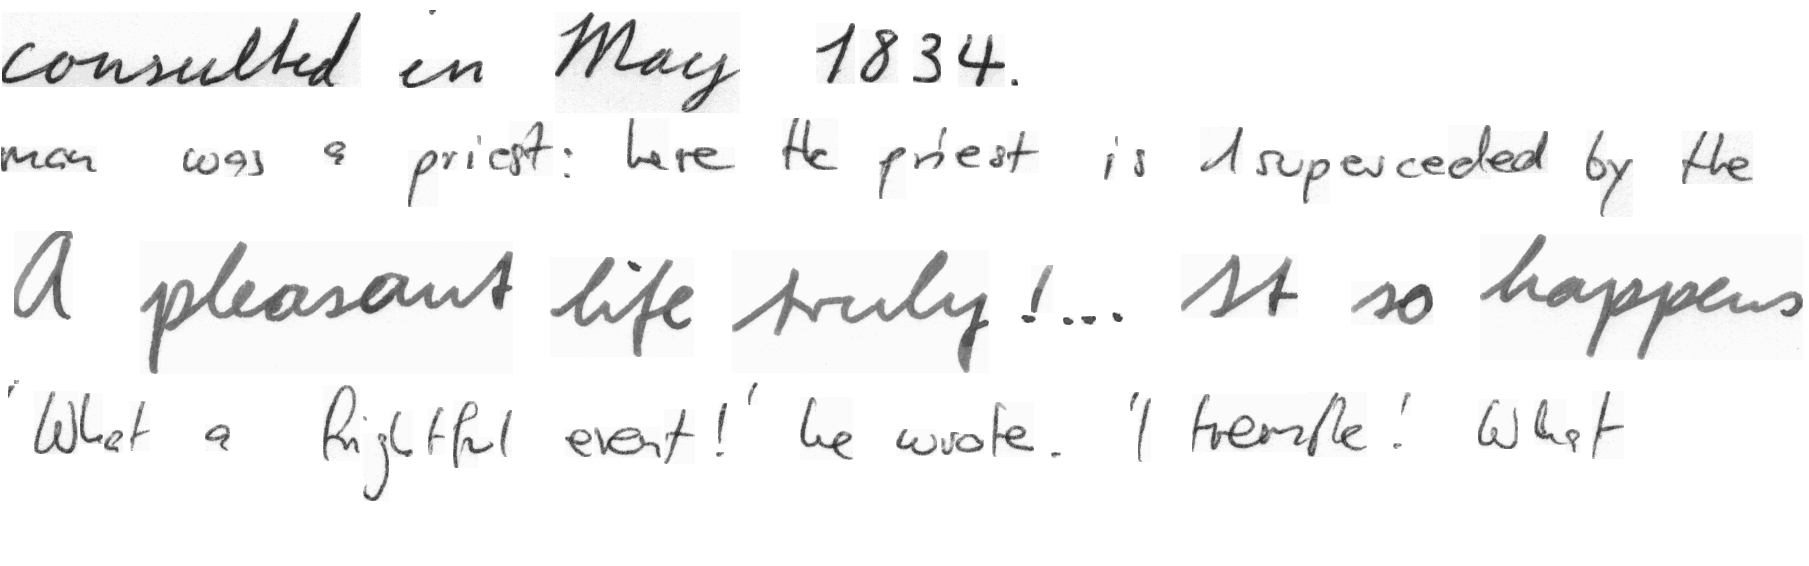 consulted in May 1834.
man was a priest: here the priest is superceded by the
A pleasant life truly!... It so happens
'What a frightful event!' he wrote. 'I tremble! What